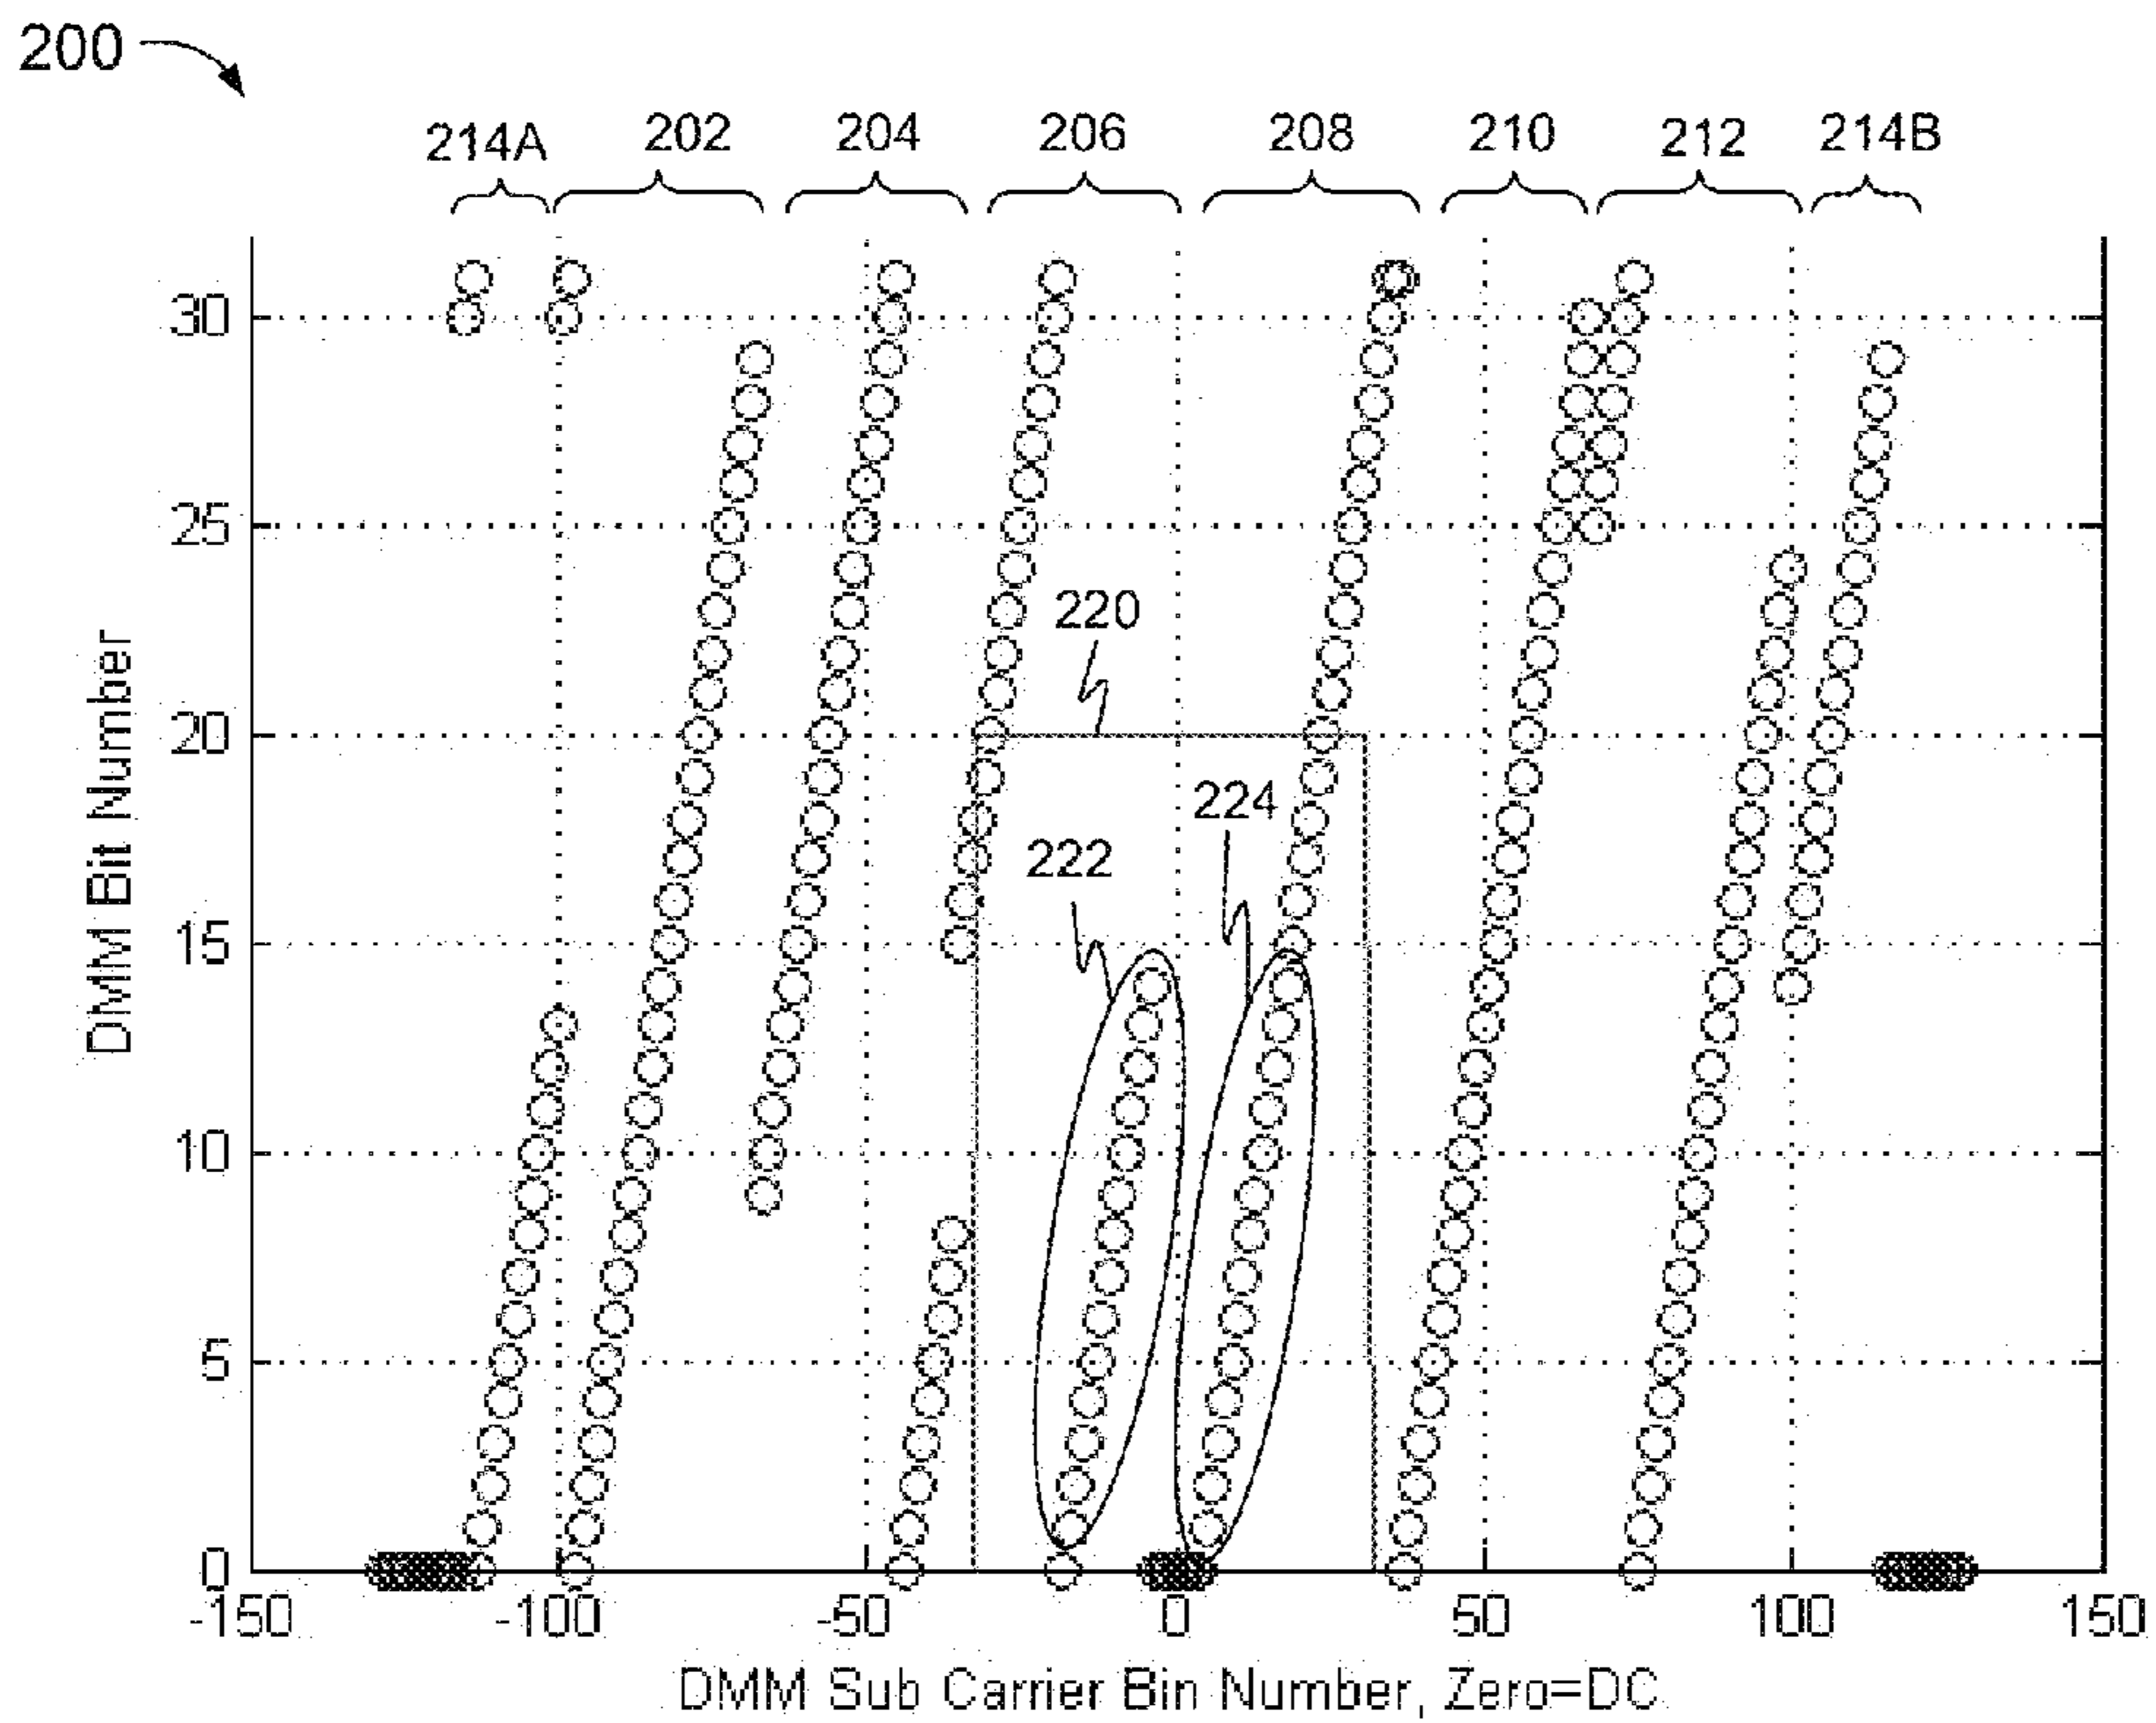 200
214A 202 204 206 208 210 212 214B
30
25
220
20
224
222
15
10
5
0
-150 -100 -50 0 50 100 150
DMM Bit Number
DMM Sub Carrier Bin Number, Zero=DC